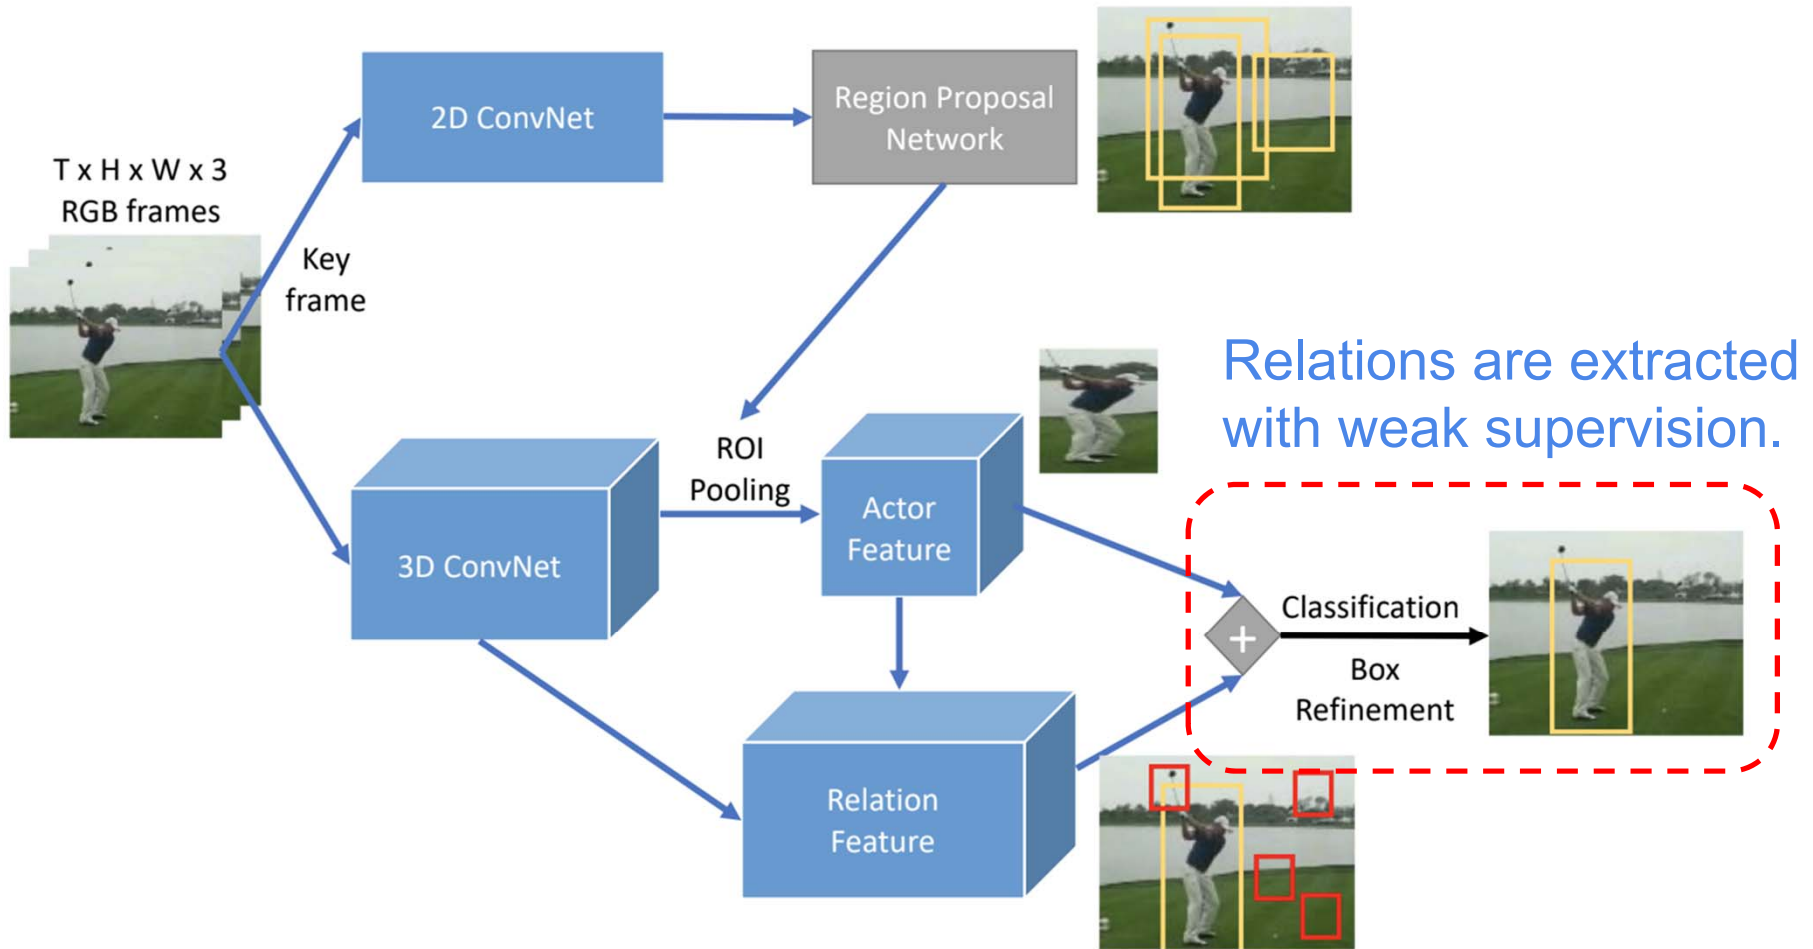 T x H x W x 3
RGB frames
Key
frame
2D ConvNet
Region Proposal
Network
Relations are extracted
with weak supervision.
ROI
Pooling
3D ConvNet
Actor
Feature
+
Classification
Box
Refinement
Relation
Feature